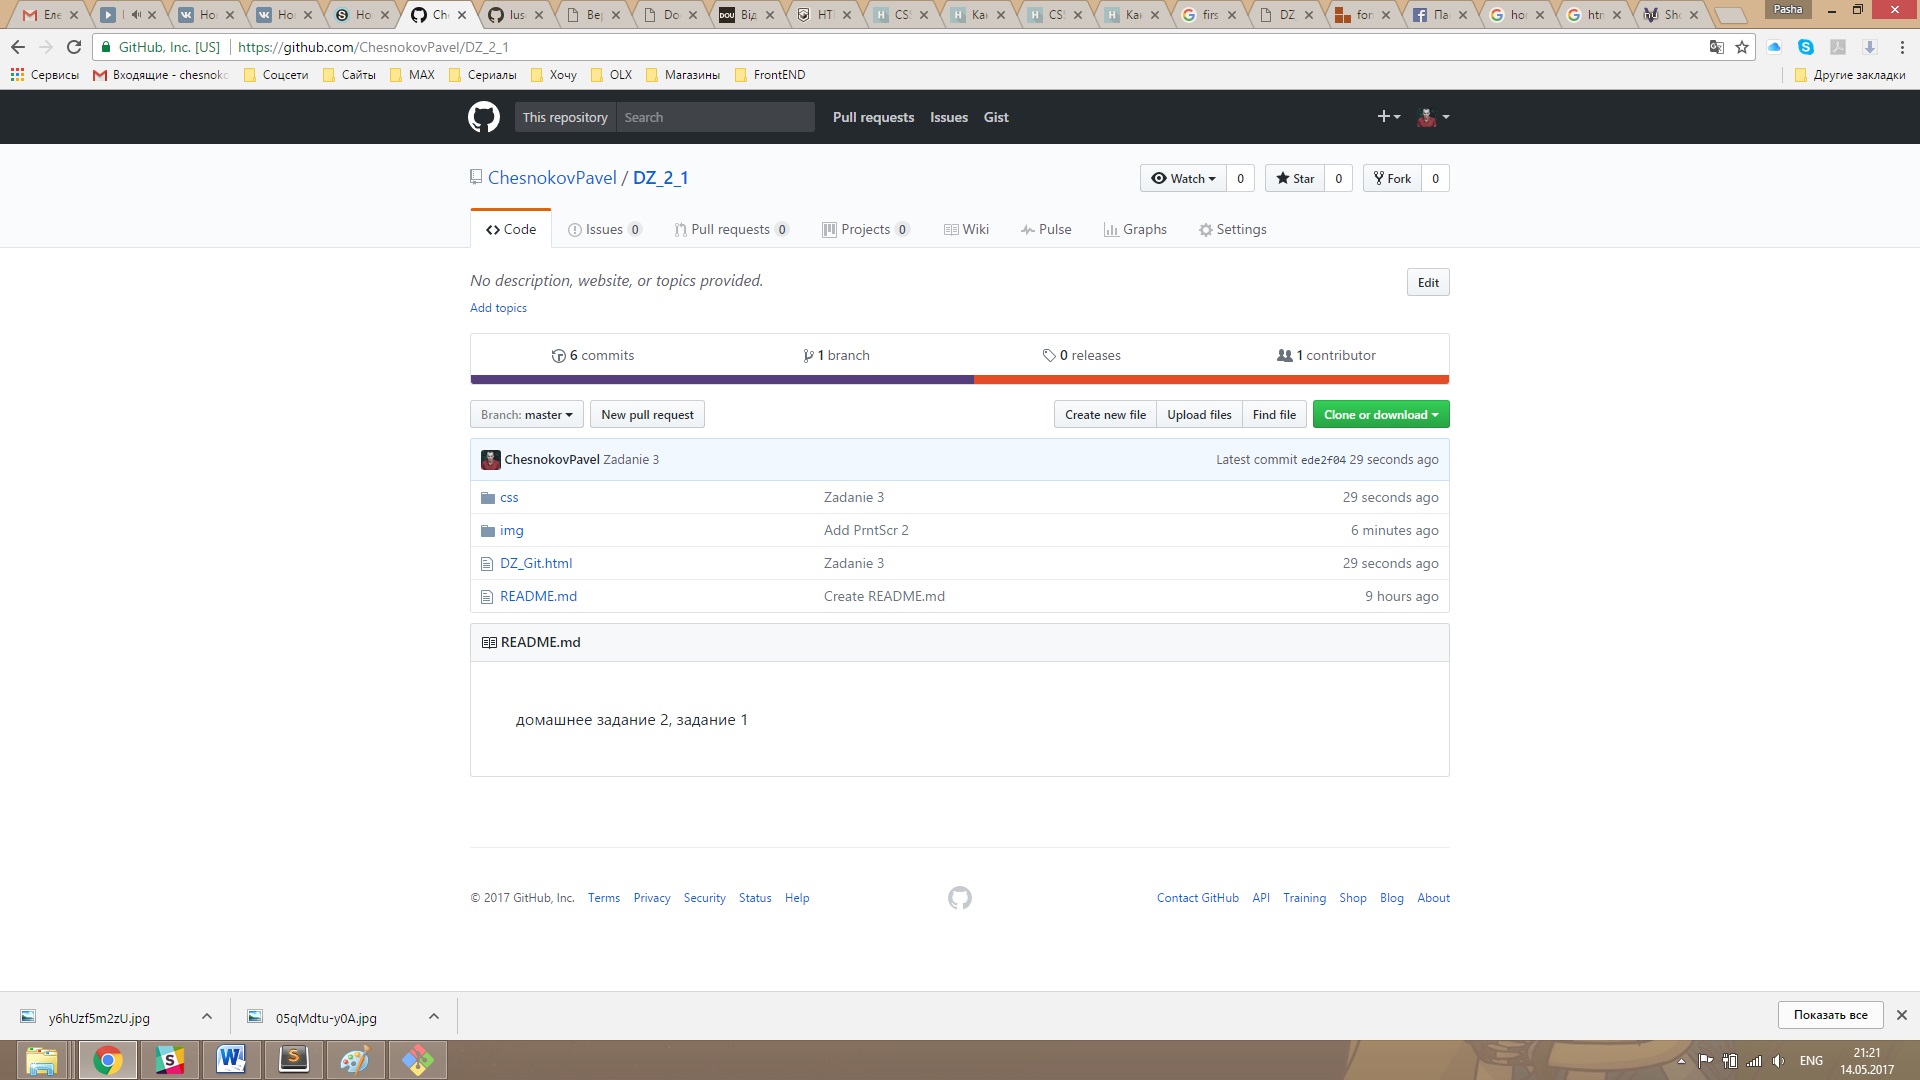 Еле
Но
Но
Но
Ch
lus
Ве
Do
DOU Від
HTI
H CS
H Ка
H CS
H Ка
firs
DZ
for
Па
ho
htn
Sh
Pasha
GitHub, Inc. [US] https://github.com/ChesnokovPavel/DZ_2_1
Сервисы Входящие - chesnok Соцсети Сайты MAX Сериалы Хочу OLX Магазины FrontEND Другие закладки
This repository Search Pull requests Issues Gist
ChesnokovPavel / DZ_2_1 Watch 0 Star 0 Fork 0
Code Issues 0 Pull requests 0 Projects 0 Wiki Pulse Graphs Settings
No description, website, or topics provided. Edit
Add topics
6 commits 1 branch 0 releases 1 contributor
Branch: master New pull request Create new file Upload files Find file Clone or download
ChesnokovPavel Zadanie 3 Latest commit ede2f04 29 seconds ago
css Zadanie 3 29 seconds ago
img Add PrntScr 2 6 minutes ago
DZ_Git.html Zadanie 3 29 seconds ago
README.md Create README.md 9 hours ago
README.md
домашнее задание 2, задание 1
© 2017 GitHub, Inc. Terms Privacy Security Status Help Contact GitHub API Training Shop Blog About
y6hUzf5m2zU.jpg 05qMdtu-y0A.jpg Показать все
ENG 21:21
14.05.2017